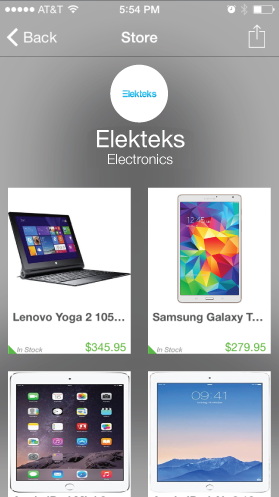 AT&T 5:54 PM
Back Store
Elekteks
Elekteks
Electronics
Lenovo Yoga 2 105... Samsung Galaxy T...
In Stock $345.95 In Stock $279.95
09:41